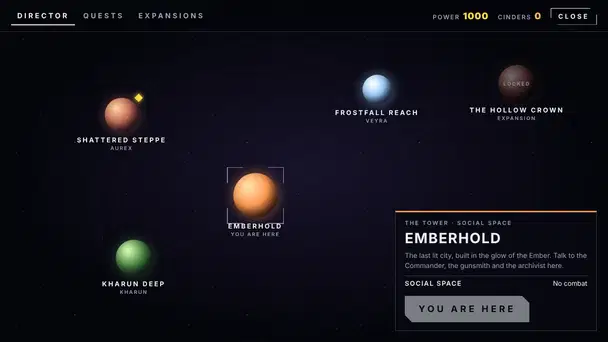 DIRECTOR QUESTS EXPANSIONS POWER 1000 CINDERS 0 CLOSE
LOCKED
FROSTFALL REACH
VEYRA
THE HOLLOW CROWN
EXPANSION
SHATTERED STEPPE
AUREX
EMBERHOLD
YOU ARE HERE
KHARUN DEEP
KHARUN
THE TOWER · SOCIAL SPACE
EMBERHOLD
The last lit city, built in the glow of the Ember. Talk to the
Commander, the gunsmith and the archivist here.
SOCIAL SPACE No combat
YOU ARE HERE